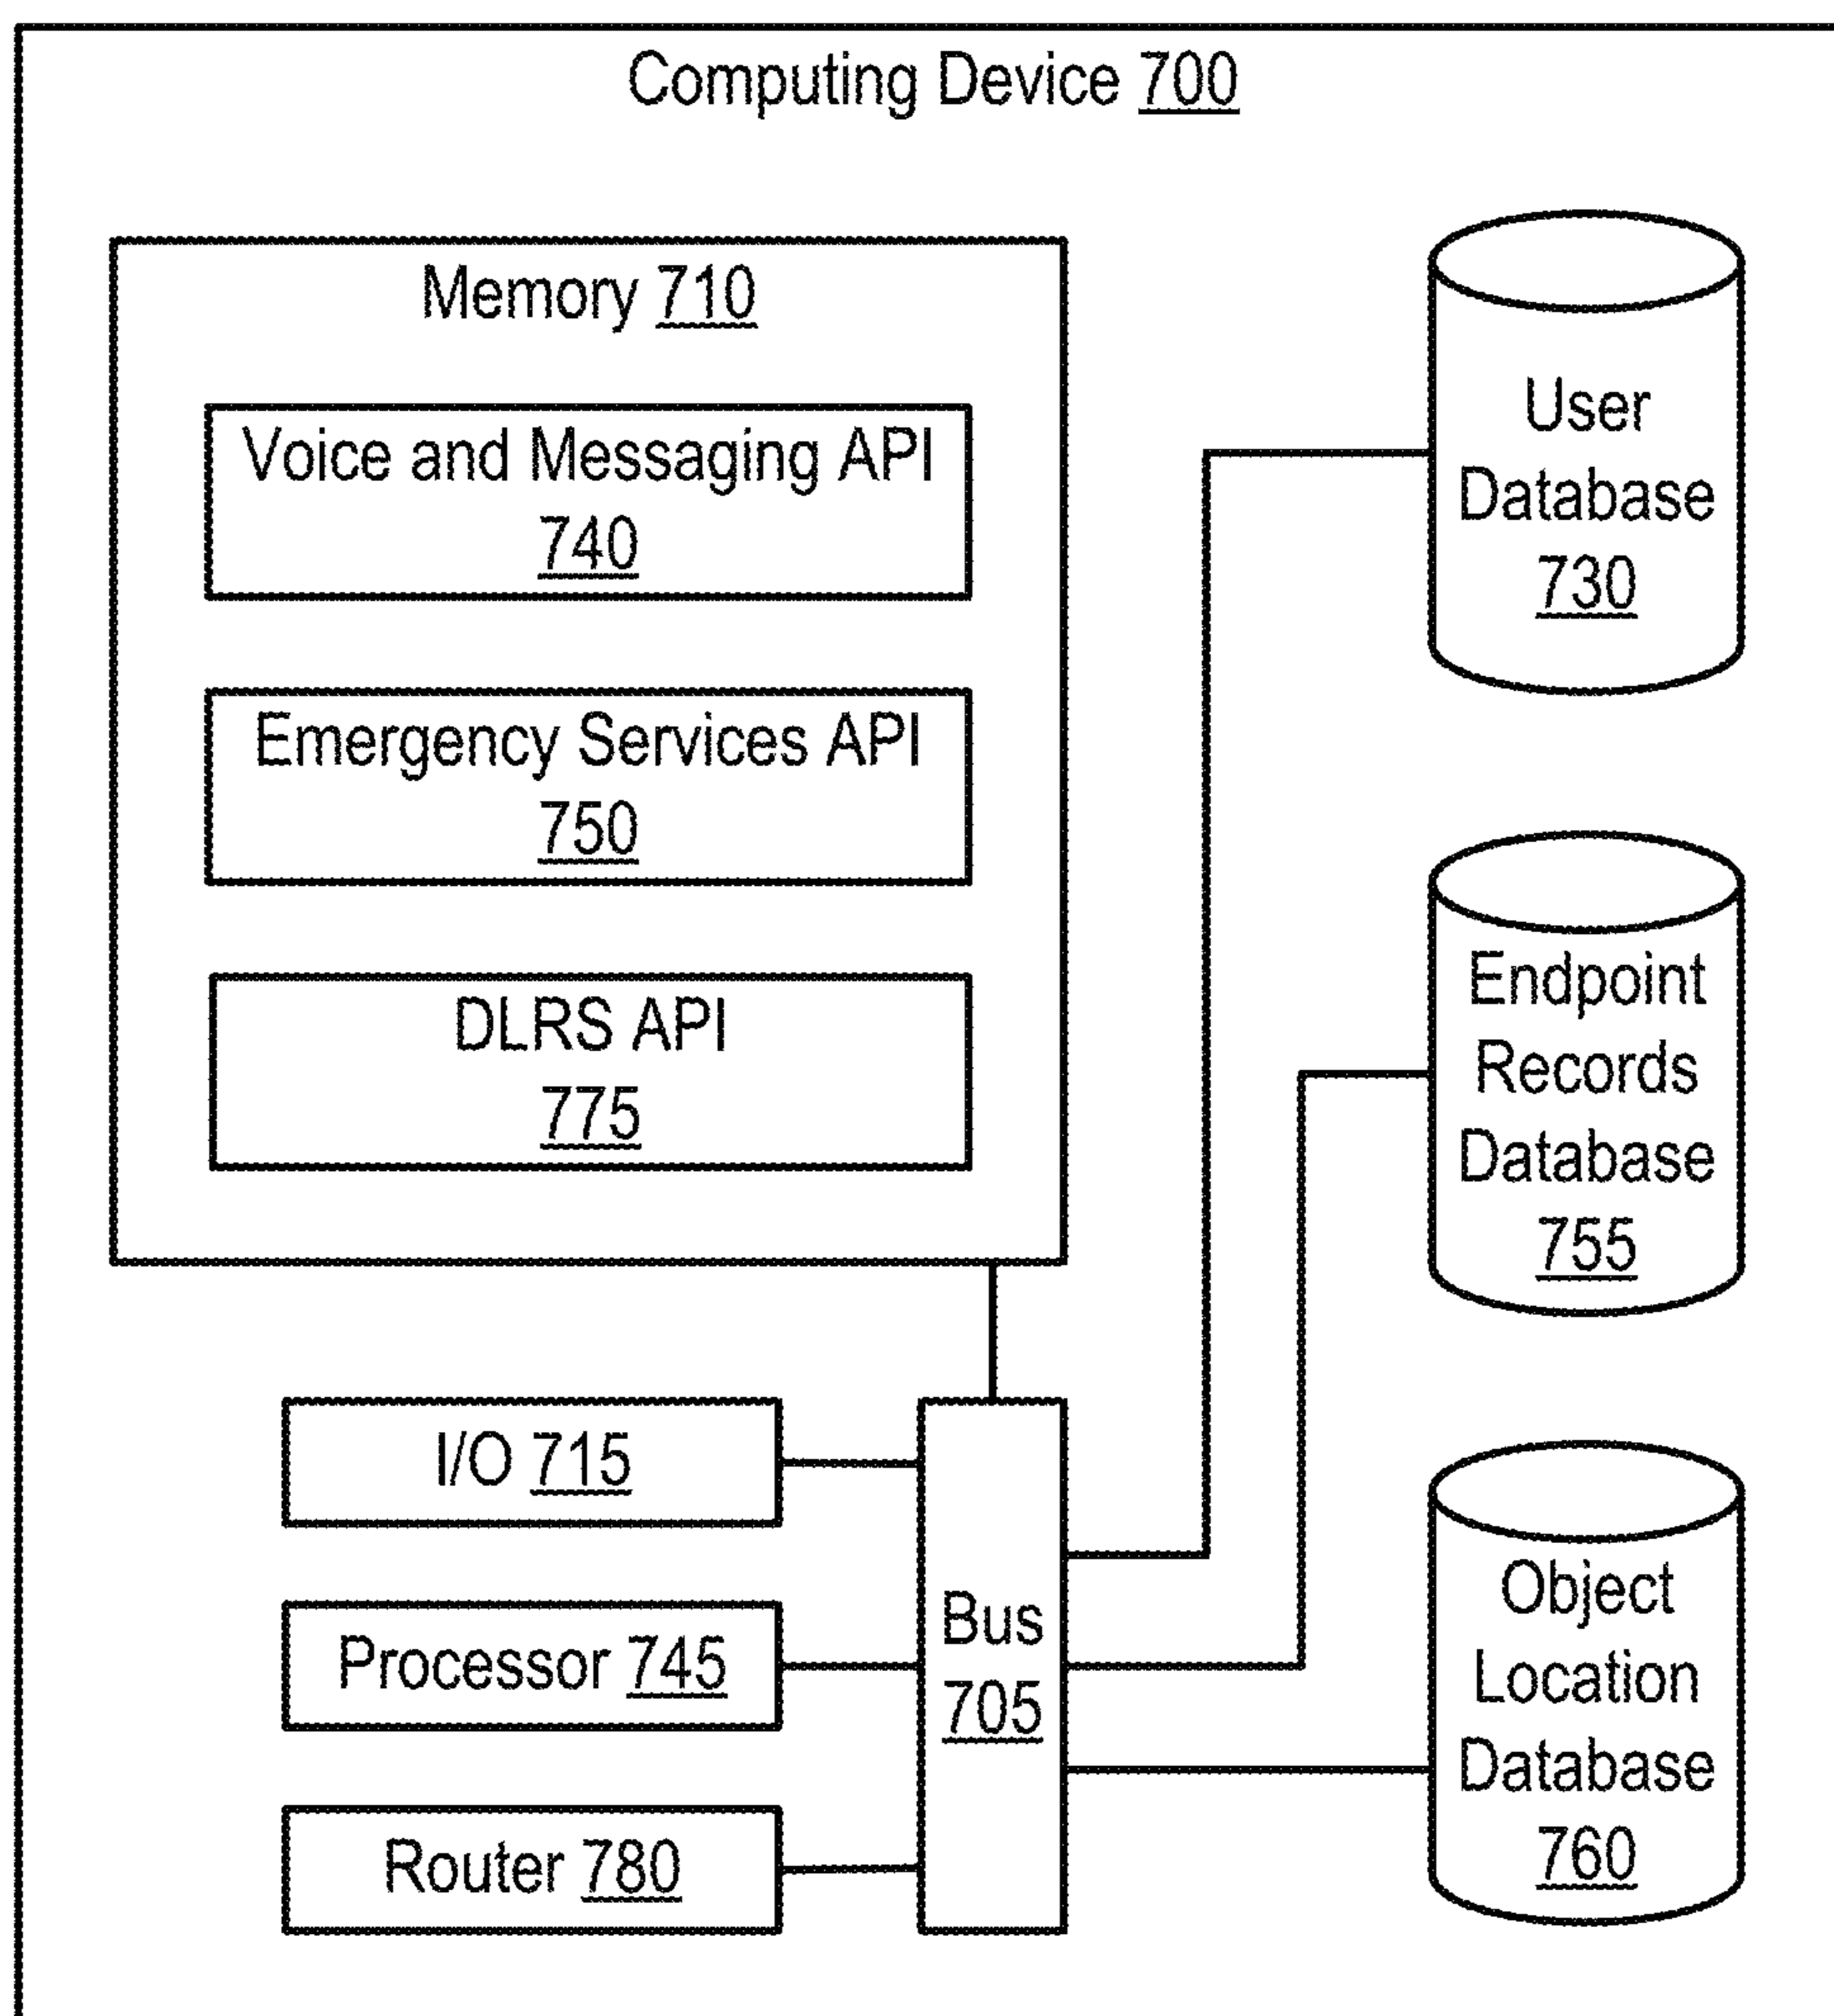 Computing Device 700
Memory 710
Voice and Messaging API
740
Emergency Services API
750
DLRS API
775
I/O 715
Processor 745
Router 780
Bus
705
User
Database
730
Endpoint
Records
Database
755
Object
Location
Database
760